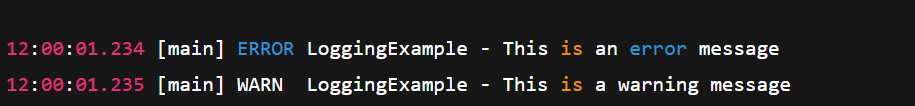 12:00:01.234 [main] ERROR LoggingExample - This is an error message
12:00:01.235 [main] WARN  LoggingExample - This is a warning message